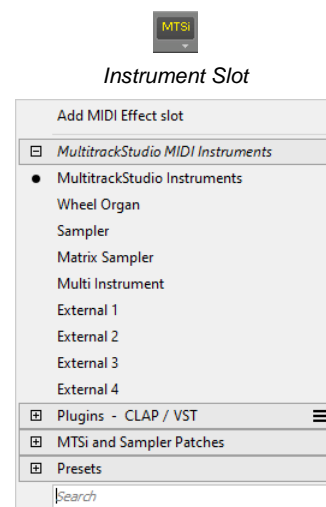 MTSi
Instrument Slot
Add MIDI Effect slot
MultitrackStudio MIDI Instruments
MultitrackStudio Instruments
Wheel Organ
Sampler
Matrix Sampler
Multi Instrument
External 1
External 2
External 3
External 4
Plugins - CLAP / VST
MTSi and Sampler Patches
Presets
Search